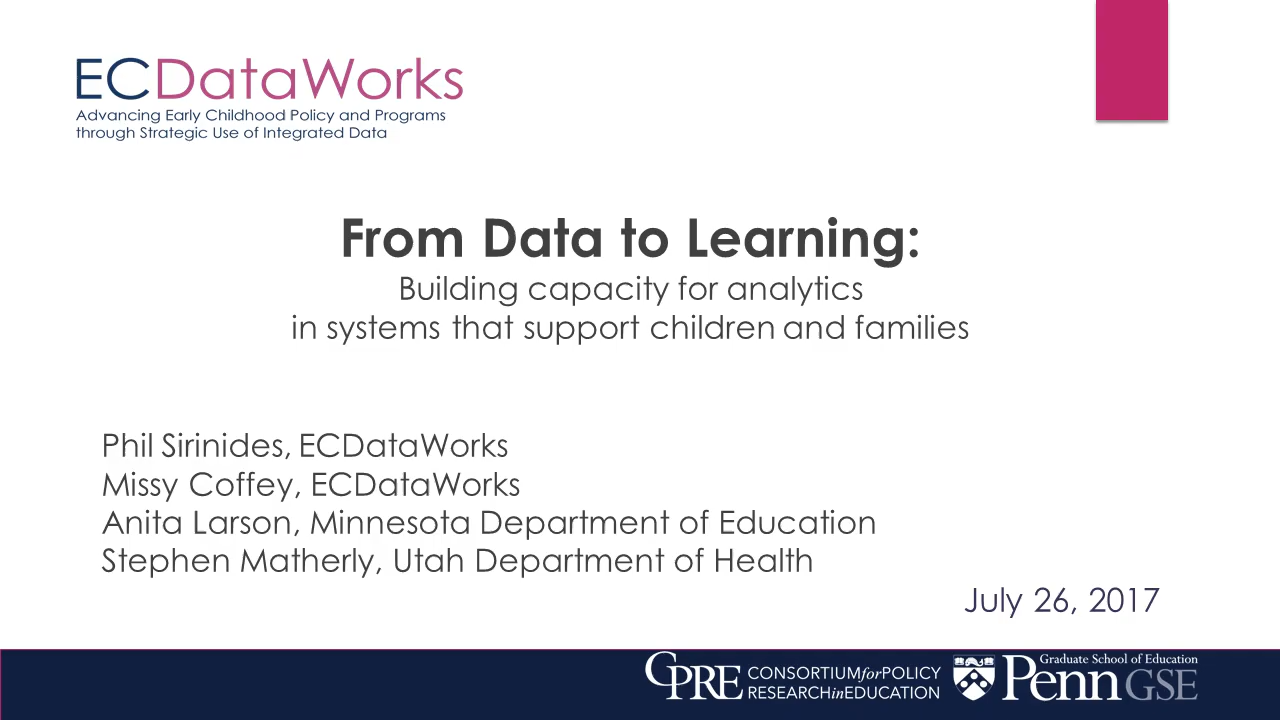 ECDataWorks
Advancing Early Childhood Policy and Programs
through Strategic Use of Integrated Data
From Data to Learning:
Building capacity for analytics
in systems that support children and families
Phil Sirinides, ECDataWorks
Missy Coffey, ECDataWorks
Anita Larson, Minnesota Department of Education
Stephen Matherly, Utah Department of Health
July 26, 2017
CPRE
CONSORTIUMforPOLICY
RESEARCHinEDUCATION
Graduate School of Education
PennGSE